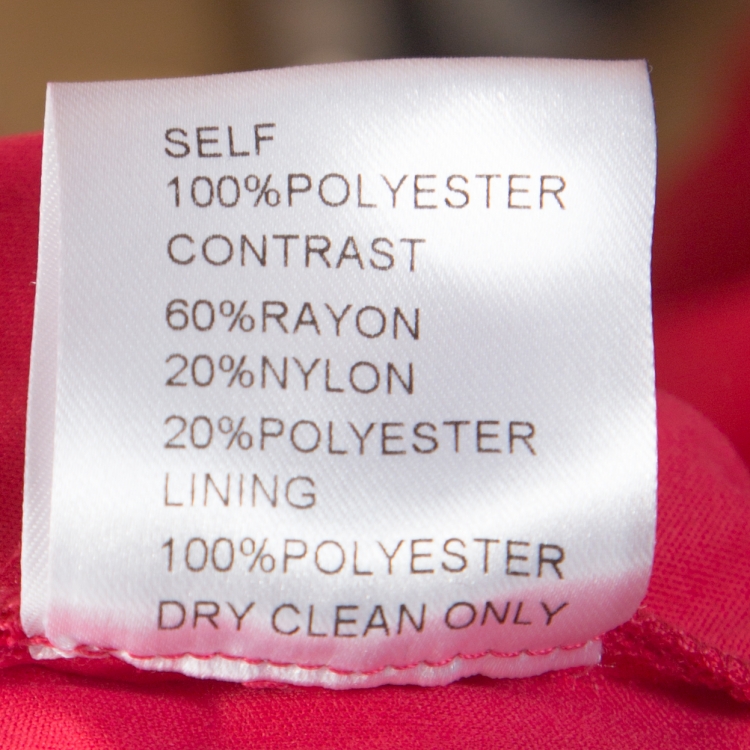 SELF
100%POLYESTER
CONTRAST
60%RAYON
20%NYLON
20%POLYESTER
LINING
100%POLYESTER
DRY CLEAN ONLY